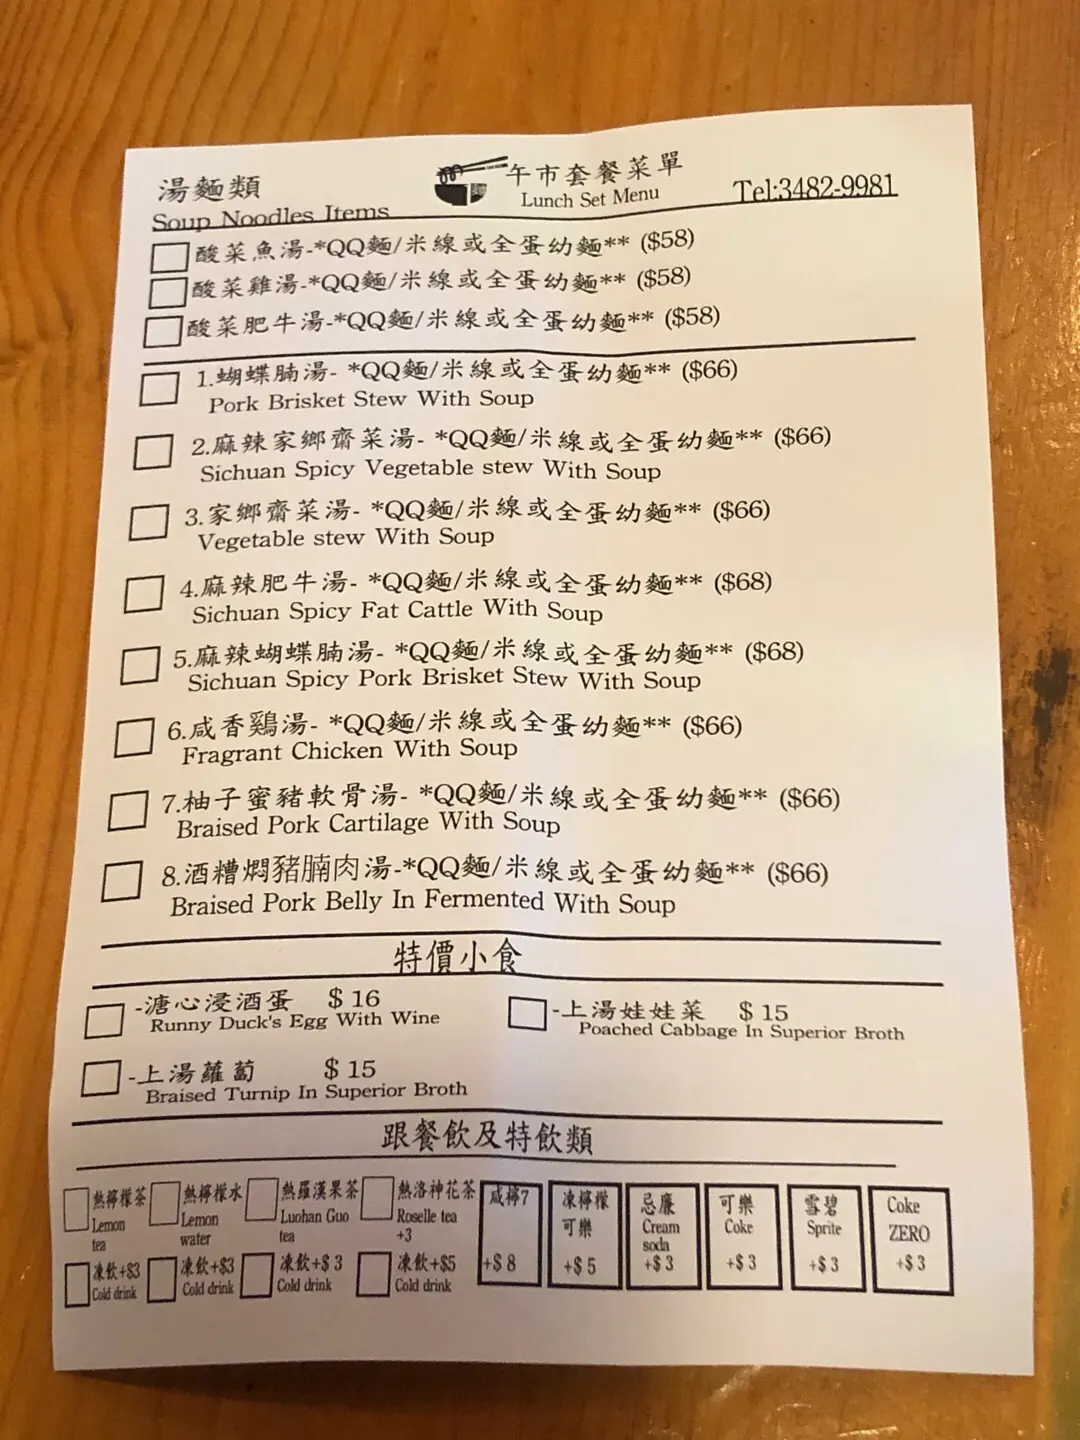 湯麵類
Soup Noodles Items
午市套餐菜單
Lunch Set Menu
Tel:3482-9981
酸菜魚湯-*QQ麵/米線或全蛋幼麵** ($58)
酸菜雞湯-*QQ麵/米線或全蛋幼麵** ($58)
酸菜肥牛湯-*QQ麵/米線或全蛋幼麵** ($58)
1.蝴蝶腩湯- *QQ麵/米線或全蛋幼麵** ($66)
Pork Brisket Stew With Soup
2.麻辣家鄉齋菜湯- *QQ麵/米線或全蛋幼麵** ($66)
Sichuan Spicy Vegetable stew With Soup
3.家鄉齋菜湯- *QQ麵/米線或全蛋幼麵** ($66)
Vegetable stew With Soup
4.麻辣肥牛湯- *QQ麵/米線或全蛋幼麵** ($68)
Sichuan Spicy Fat Cattle With Soup
5.麻辣蝴蝶腩湯- *QQ麵/米線或全蛋幼麵** ($68)
Sichuan Spicy Pork Brisket Stew With Soup
6.咸香鷄湯- *QQ麵/米線或全蛋幼麵** ($66)
Fragrant Chicken With Soup
7.柚子蜜豬軟骨湯- *QQ麵/米線或全蛋幼麵** ($66)
Braised Pork Cartilage With Soup
8.酒糟燜豬腩肉湯-*QQ麵/米線或全蛋幼麵** ($66)
Braised Pork Belly In Fermented With Soup
特價小食
-溏心浸酒蛋 $16
Runny Duck's Egg With Wine
-上湯娃娃菜 $15
Poached Cabbage In Superior Broth
-上湯蘿蔔 $15
Braised Turnip In Superior Broth
跟餐飲及特飲類
熱檸檬茶
Lemon
tea
熱檸檬水
Lemon
water
熱羅漢果茶
Luohan Guo
tea
熱洛神花茶
Roselle tea
+3
凍飲+$3
Cold drink
凍飲+$3
Cold drink
凍飲+$3
Cold drink
凍飲+$5
Cold drink
咸檸7
+$8
凍檸檬
可樂
+$5
忌廉
Cream
soda
+$3
可樂
Coke
+$3
雪碧
Sprite
+$3
Coke
ZERO
+$3